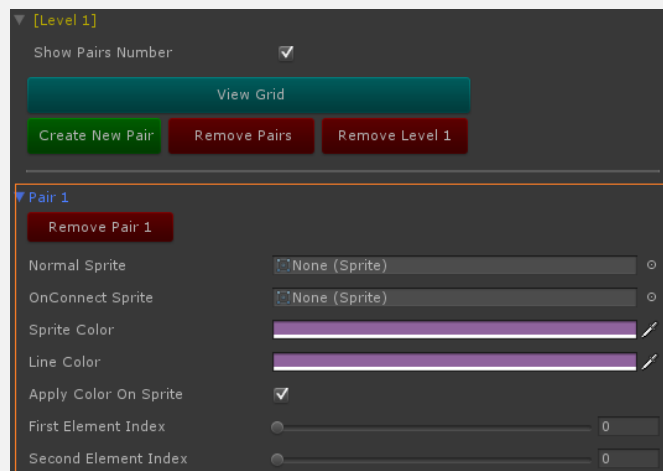 [Level 1]
Show Pairs Number
View Grid
Create New Pair Remove Pairs Remove Level 1
Pair 1
Remove Pair 1
Normal Sprite None (Sprite)
OnConnect Sprite None (Sprite)
Sprite Color
Line Color
Apply Color On Sprite
First Element Index 0
Second Element Index 0